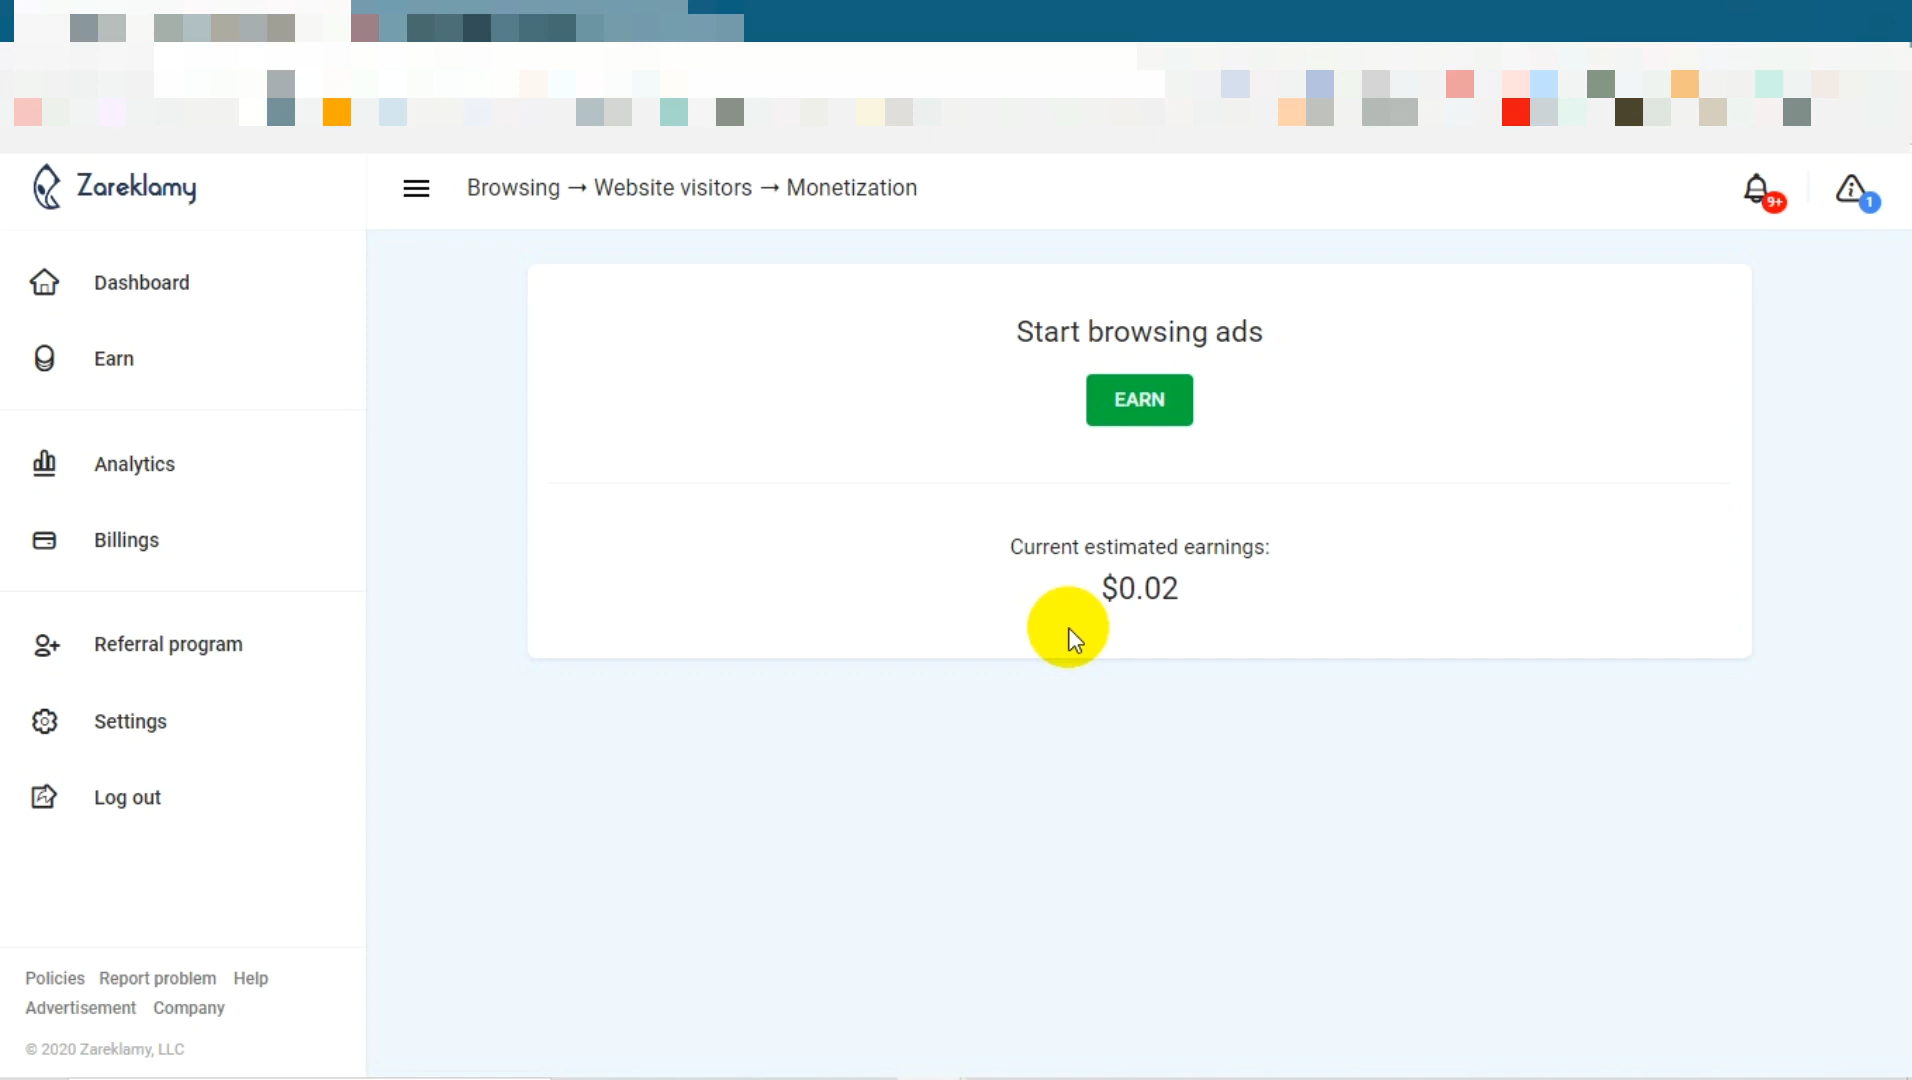 Zareklamy
Browsing → Website visitors → Monetization
9+
1
Dashboard
Earn
Analytics
Billings
Referral program
Settings
Log out
Start browsing ads
EARN
Current estimated earnings:
$0.02
Policies Report problem Help
Advertisement Company
© 2020 Zareklamy, LLC